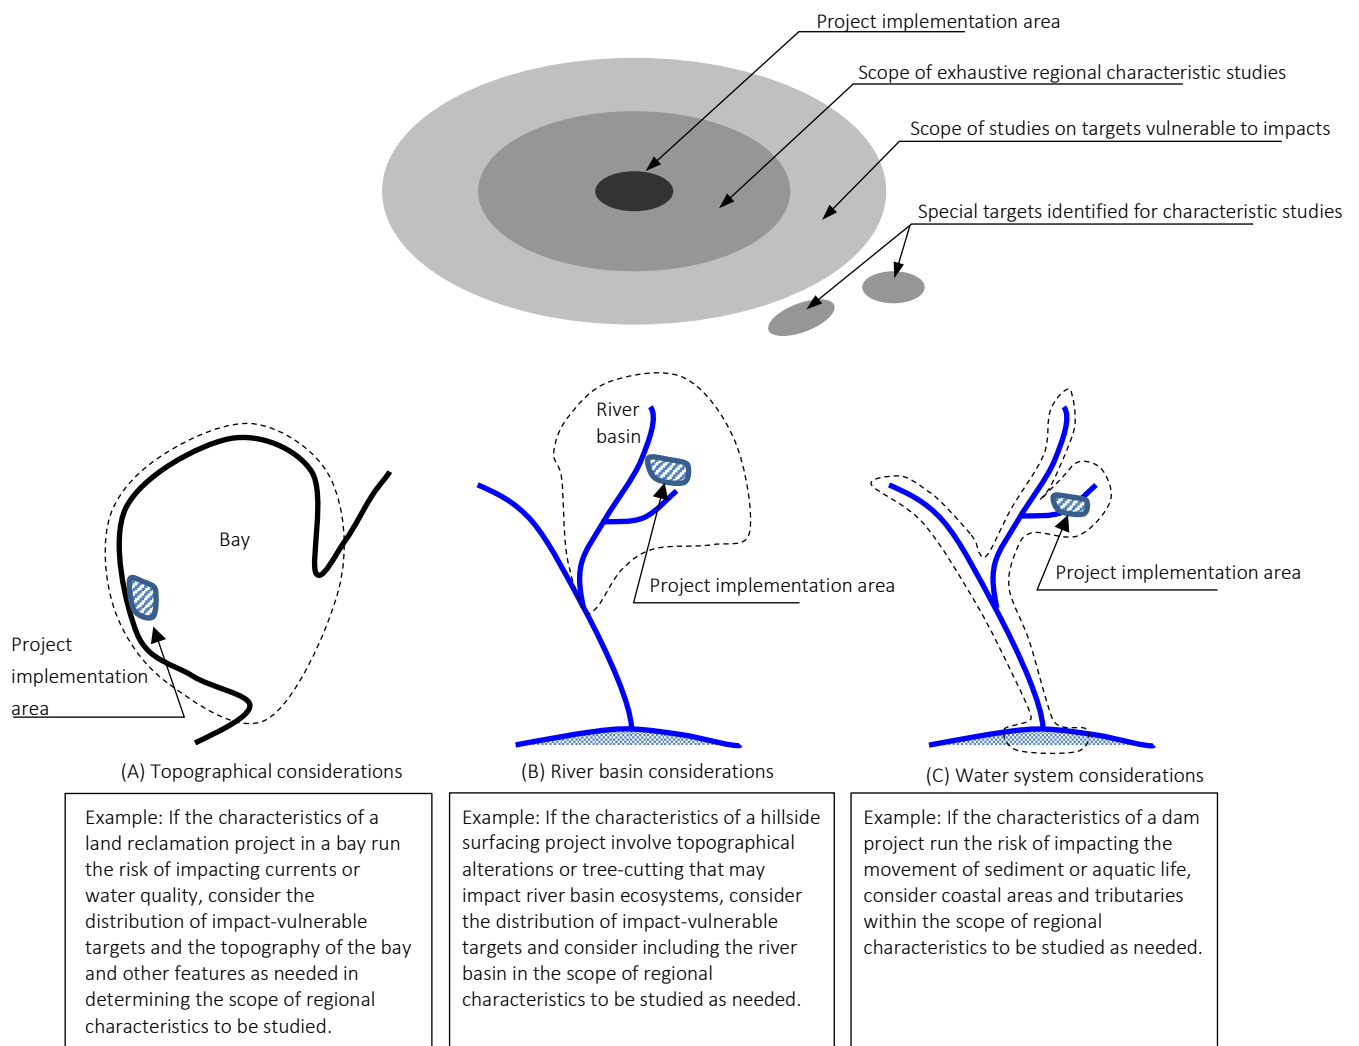 Project implementation area
Scope of exhaustive regional characteristic studies
Scope of studies on targets vulnerable to impacts
Special targets identified for characteristic studies
Bay
Project
implementation
area
(A) Topographical considerations
River
basin
Project implementation area
(B) River basin considerations
Project implementation area
(C) Water system considerations
Example: If the characteristics of a
land reclamation project in a bay run
the risk of impacting currents or
water quality, consider the
distribution of impact-vulnerable
targets and the topography of the bay
and other features as needed in
determining the scope of regional
characteristics to be studied.
Example: If the characteristics of a hillside
surfacing project involve topographical
alterations or tree-cutting that may
impact river basin ecosystems, consider
the distribution of impact-vulnerable
targets and consider including the river
basin in the scope of regional
characteristics to be studied as needed.
Example: If the characteristics of a dam
project run the risk of impacting the
movement of sediment or aquatic life,
consider coastal areas and tributaries
within the scope of regional
characteristics to be studied as needed.